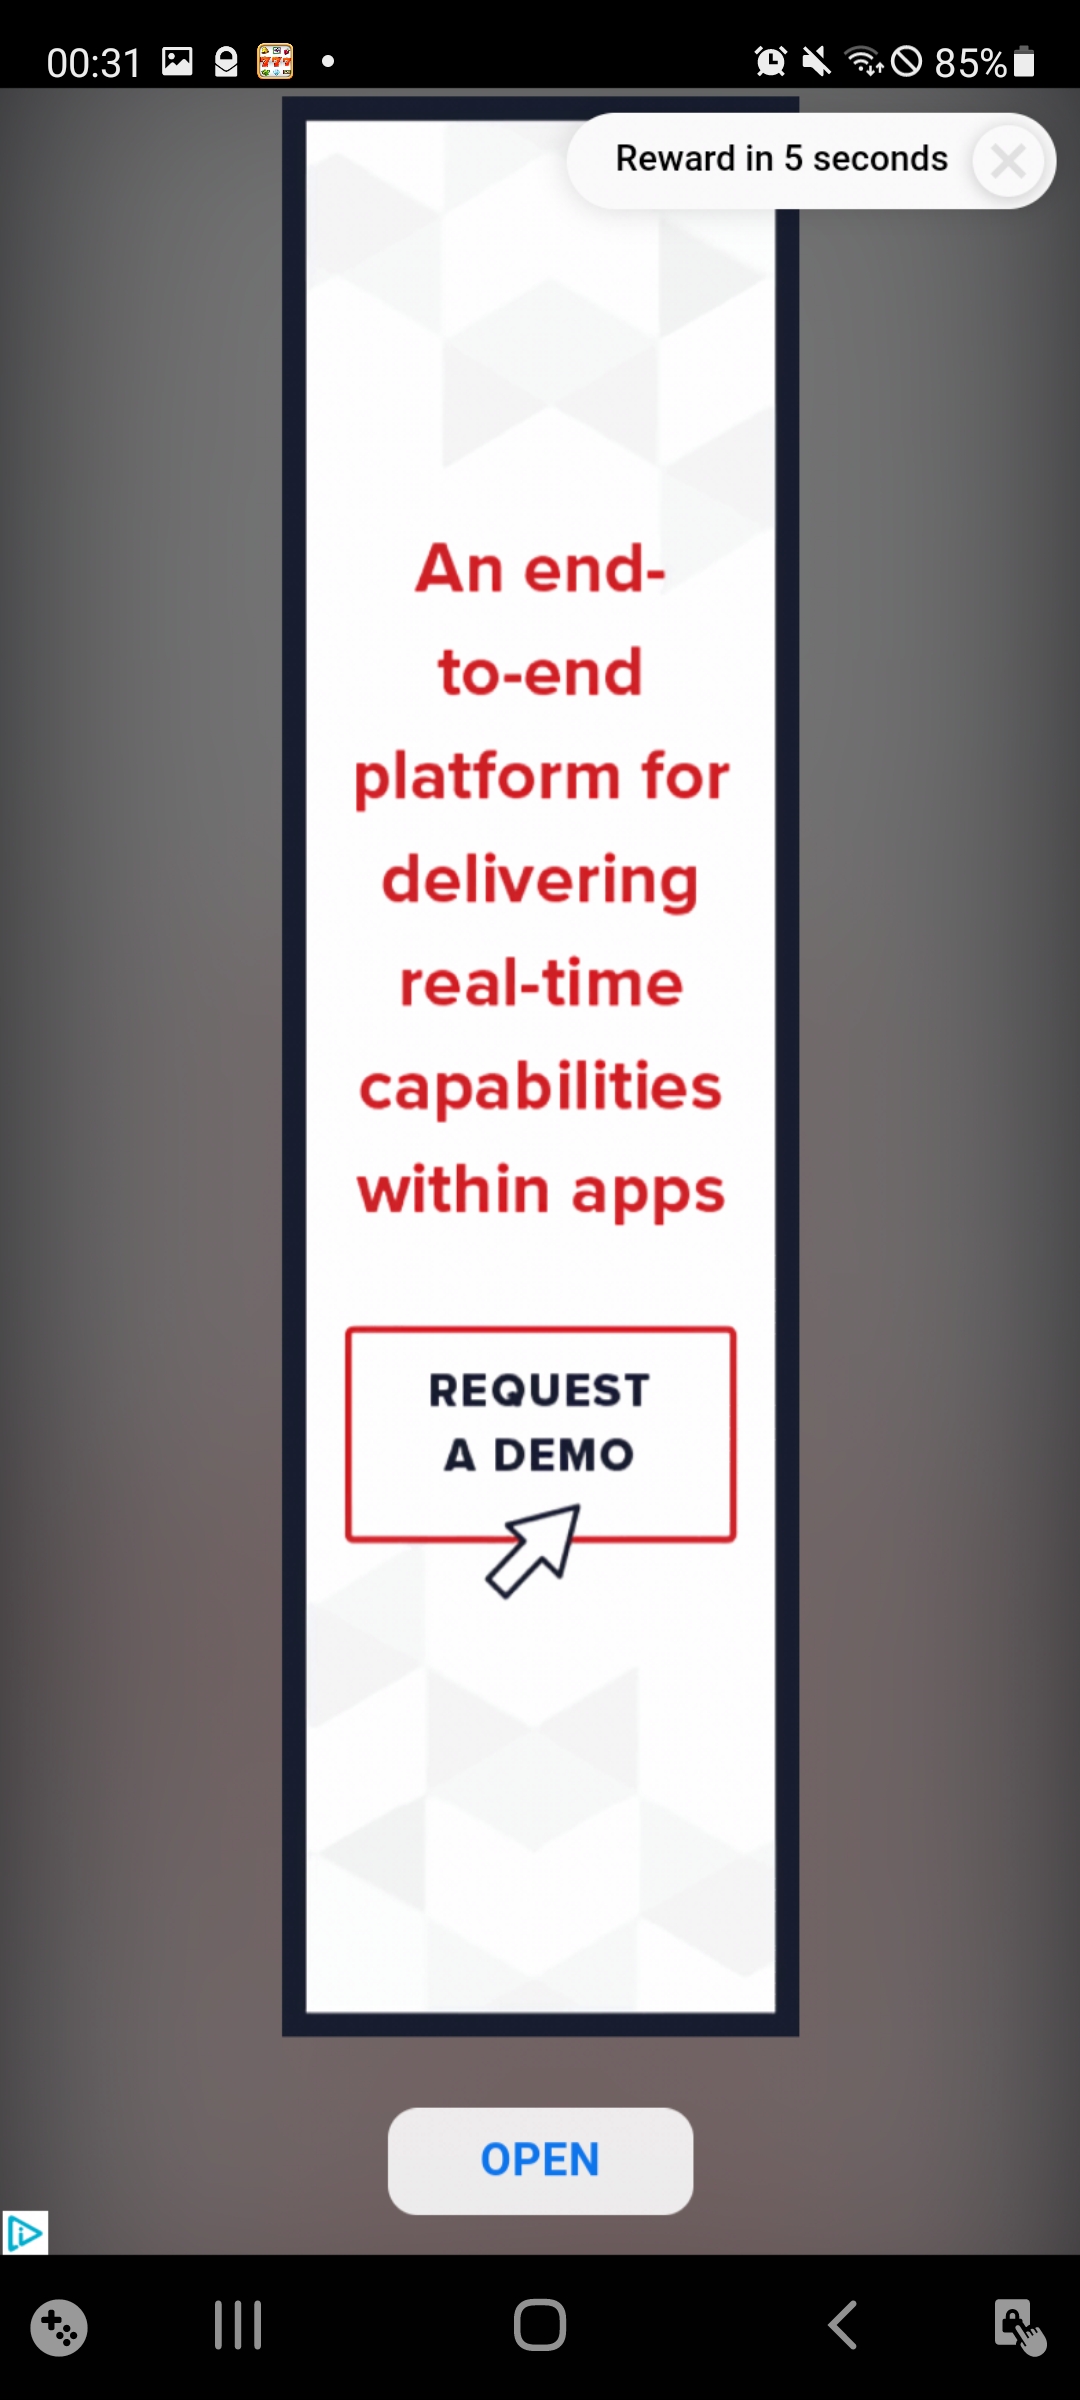 00:31
85%
Reward in 5 seconds
An end-
to-end
platform for
delivering
real-time
capabilities
within apps
REQUEST
A DEMO
OPEN